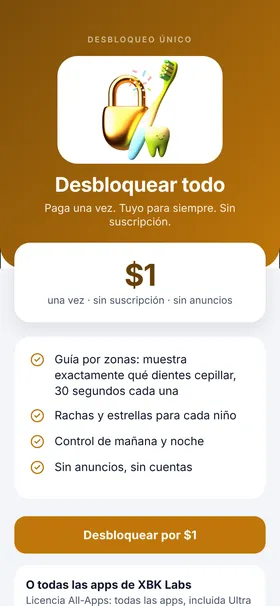 DESBLOQUEO ÚNICO
Desbloquear todo
Paga una vez. Tuyo para siempre. Sin
suscripción.
$1
una vez · sin suscripción · sin anuncios
Guía por zonas: muestra
exactamente qué dientes cepillar,
30 segundos cada una
Rachas y estrellas para cada niño
Control de mañana y noche
Sin anuncios, sin cuentas
Desbloquear por $1
O todas las apps de XBK Labs
Licencia All-Apps: todas las apps, incluida Ultra